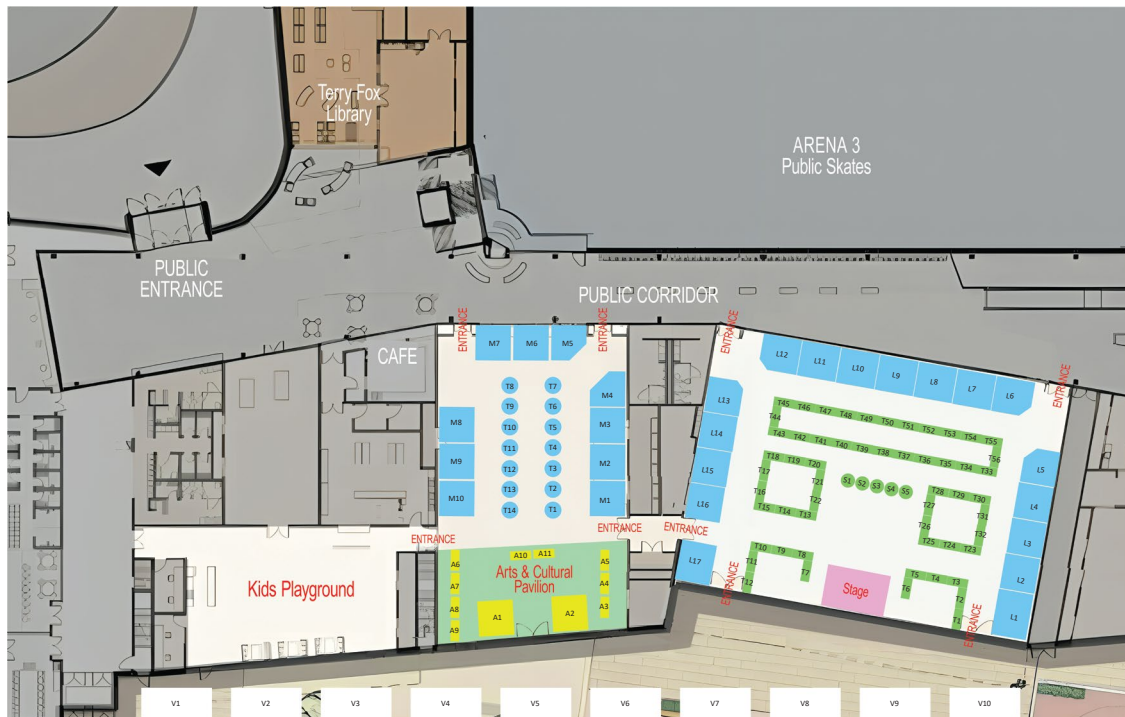 Terry Fox
Library
ARENA 3
Public Skates
PUBLIC
ENTRANCE
PUBLIC CORRIDOR
CAFE
ENTRANCE
ENTRANCE
ENTRANCE
ENTRANCE
M7 M6 M5
T8 T7
T9 T6
T10 T5
T11 T4
T12 T3
T13 T2
T14 T1
M8
M9
M10
M4
M3
M2
M1
ENTRANCE
ENTRANCE
ENTRANCE
Kids Playground
Arts & Cultural
Pavilion
A10 A11
A6
A7
A8
A9
A5
A4
A3
A1 A2
L12 L11 L10 L9 L8 L7 L6
L13
L14
L15
L16
L17
L5
L4
L3
L2
L1
T45 T46 T47 T48 T49 T50 T51 T52 T53 T54 T55
T44
T56
T43 T42 T41 T40 T39 T38 T37 T36 T35 T34 T33
T18 T19 T20
T17 T21
T16 T22
T15 T14 T13
S1 S2 S3 S4 S5
T28 T29 T30
T27 T31
T26 T32
T25 T24 T23
T10 T9 T8
T11 T7
T12
ENTRANCE
Stage
T5 T4 T3
T6 T2
T1
ENTRANCE
V1 V2 V3 V4 V5 V6 V7 V8 V9 V10